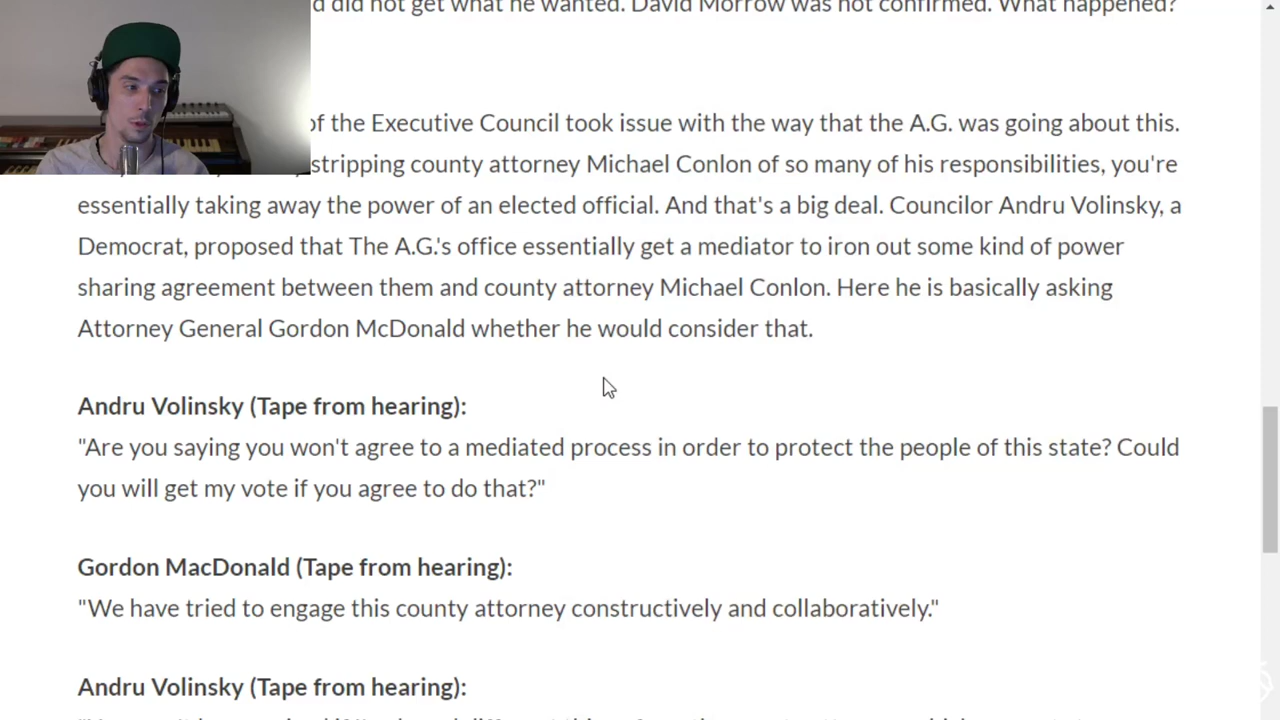 d did not get what he wanted. David Morrow was not confirmed. What happened?
of the Executive Council took issue with the way that the A.G. was going about this.
stripping county attorney Michael Conlon of so many of his responsibilities, you're
essentially taking away the power of an elected official. And that's a big deal. Councilor Andru Volinsky, a
Democrat, proposed that The A.G.'s office essentially get a mediator to iron out some kind of power
sharing agreement between them and county attorney Michael Conlon. Here he is basically asking
Attorney General Gordon McDonald whether he would consider that.
Andru Volinsky (Tape from hearing):
"Are you saying you won't agree to a mediated process in order to protect the people of this state? Could
you will get my vote if you agree to do that?"
Gordon MacDonald (Tape from hearing):
"We have tried to engage this county attorney constructively and collaboratively."
Andru Volinsky (Tape from hearing):